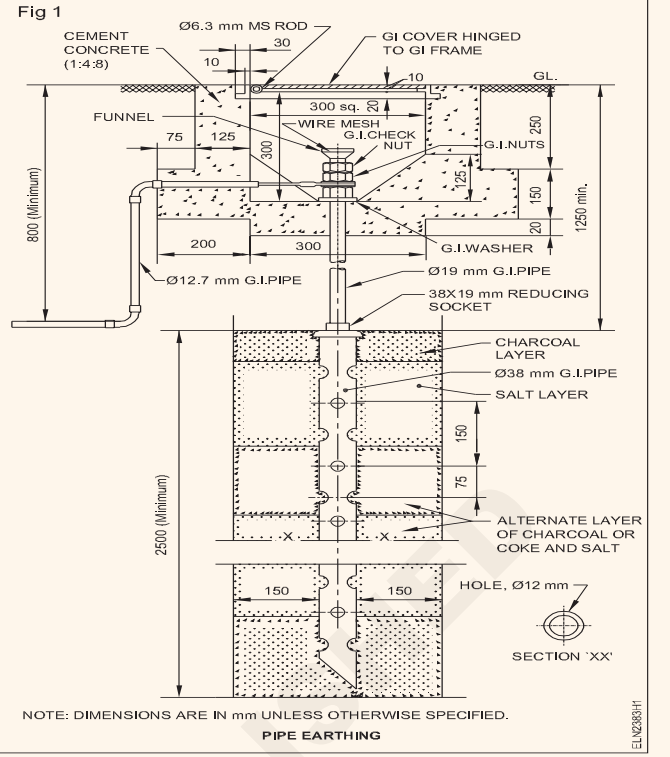 Fig 1
Ø6.3 mm MS ROD
CEMENT
CONCRETE
(1:4:8)
30
10
GI COVER HINGED
TO GI FRAME
10
GL.
300 sq.
20
FUNNEL
WIRE MESH
G.I.CHECK
NUT
G.I.NUTS
75
125
300
125
250
150
20
1250 min.
800 (Minimum)
200
300
G.I.WASHER
Ø12.7 mm G.I.PIPE
Ø19 mm G.I.PIPE
38X19 mm REDUCING
SOCKET
CHARCOAL
LAYER
Ø38 mm G.I.PIPE
SALT LAYER
150
75
2500 (Minimum)
X
X
ALTERNATE LAYER
OF CHARCOAL OR
COKE AND SALT
150
150
HOLE, Ø12 mm
SECTION `XX'
NOTE: DIMENSIONS ARE IN mm UNLESS OTHERWISE SPECIFIED.
PIPE EARTHING
ELN2383H1